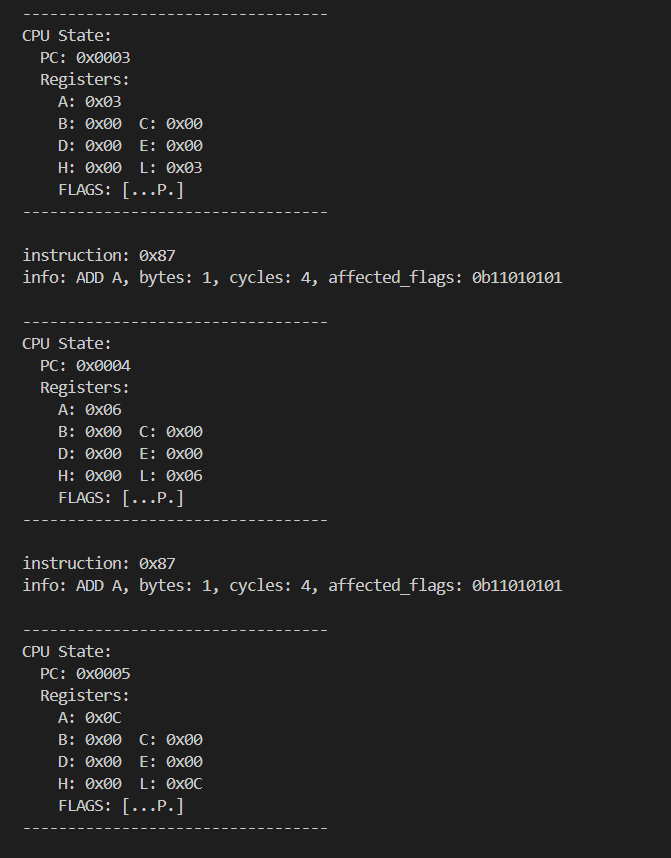 ----------------------------------
CPU State:
  PC: 0x0003
  Registers:
    A: 0x03
    B: 0x00  C: 0x00
    D: 0x00  E: 0x00
    H: 0x00  L: 0x03
    FLAGS: [...P.]
----------------------------------
instruction: 0x87
info: ADD A, bytes: 1, cycles: 4, affected_flags: 0b11010101
----------------------------------
CPU State:
  PC: 0x0004
  Registers:
    A: 0x06
    B: 0x00  C: 0x00
    D: 0x00  E: 0x00
    H: 0x00  L: 0x06
    FLAGS: [...P.]
----------------------------------
instruction: 0x87
info: ADD A, bytes: 1, cycles: 4, affected_flags: 0b11010101
----------------------------------
CPU State:
  PC: 0x0005
  Registers:
    A: 0x0C
    B: 0x00  C: 0x00
    D: 0x00  E: 0x00
    H: 0x00  L: 0x0C
    FLAGS: [...P.]
----------------------------------